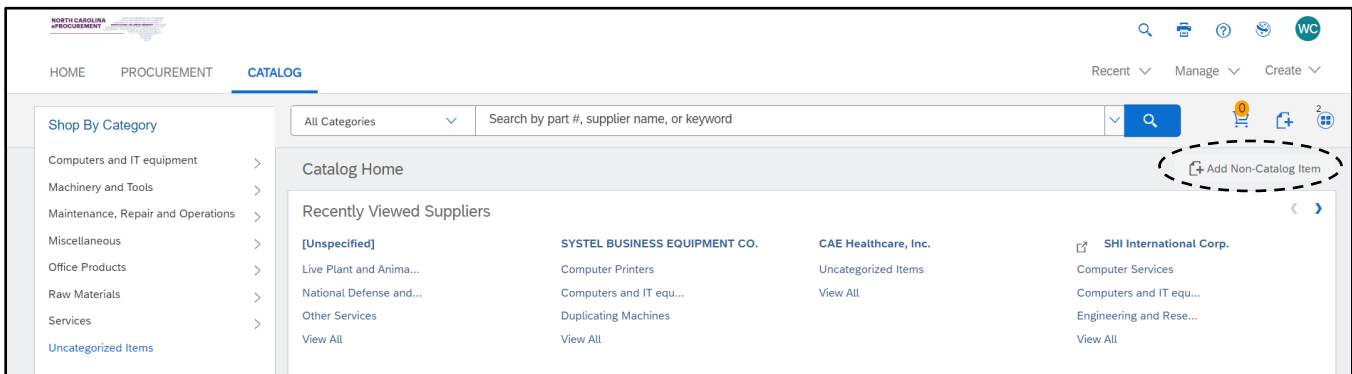 NORTH CAROLINA
ePROCUREMENT
WC
HOME PROCUREMENT CATALOG
Recent Manage Create
Shop By Category
Computers and IT equipment
Machinery and Tools
Maintenance, Repair and Operations
Miscellaneous
Office Products
Raw Materials
Services
Uncategorized Items
All Categories Search by part #, supplier name, or keyword
0 2
Catalog Home Add Non-Catalog Item
Recently Viewed Suppliers
[Unspecified]
Live Plant and Anima...
National Defense and...
Other Services
View All
SYSTEL BUSINESS EQUIPMENT CO.
Computer Printers
Computers and IT equ...
Duplicating Machines
View All
CAE Healthcare, Inc.
Uncategorized Items
View All
SHI International Corp.
Computer Services
Computers and IT equ...
Engineering and Rese...
View All